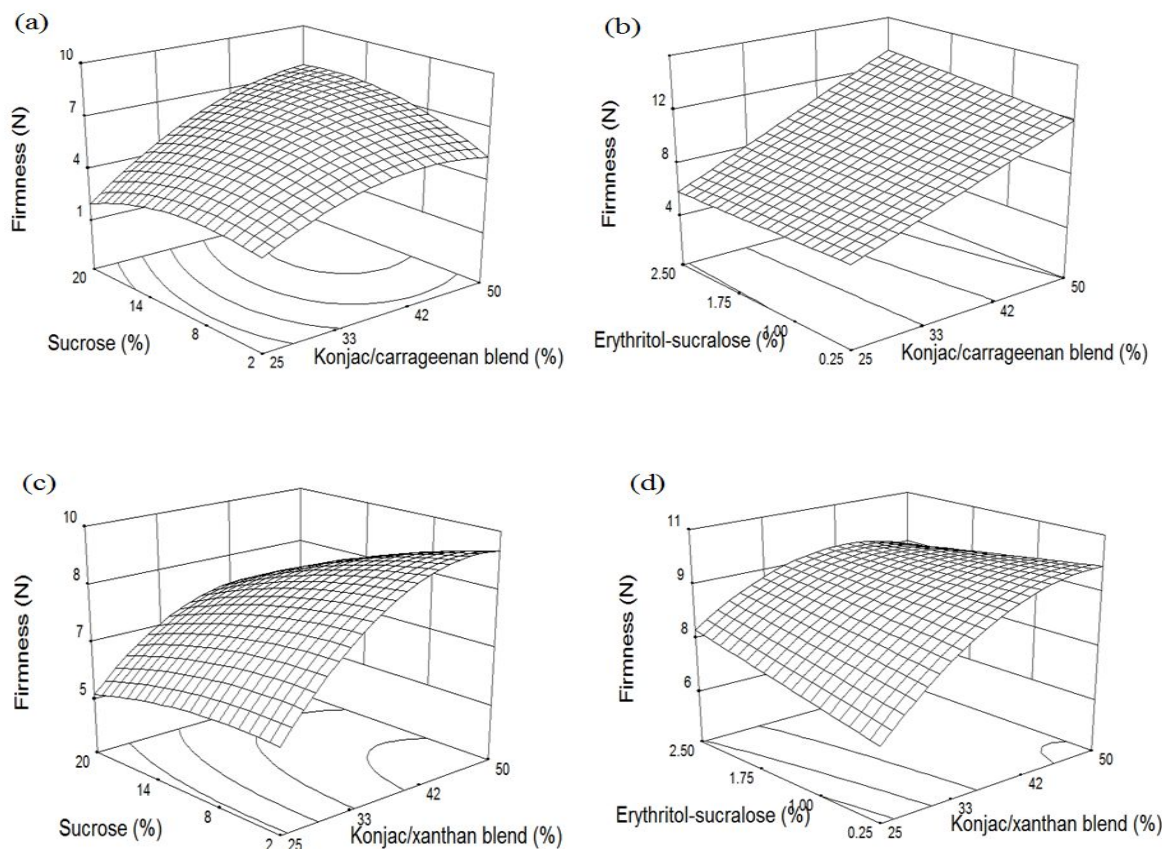 (a)
10
7
4
1
Firmness (N)
20
14
8
2
Sucrose (%)
25
33
42
50
Konjac/carrageenan blend (%)
(b)
12
8
4
Firmness (N)
2.50
1.75
1.00
0.25
Erythritol-sucralose (%)
25
33
42
50
Konjac/carrageenan blend (%)
(c)
10
8
7
5
Firmness (N)
20
14
8
2
Sucrose (%)
25
33
42
50
Konjac/xanthan blend (%)
(d)
11
9
8
6
Firmness (N)
2.50
1.75
1.00
0.25
Erythritol-sucralose (%)
25
33
42
50
Konjac/xanthan blend (%)